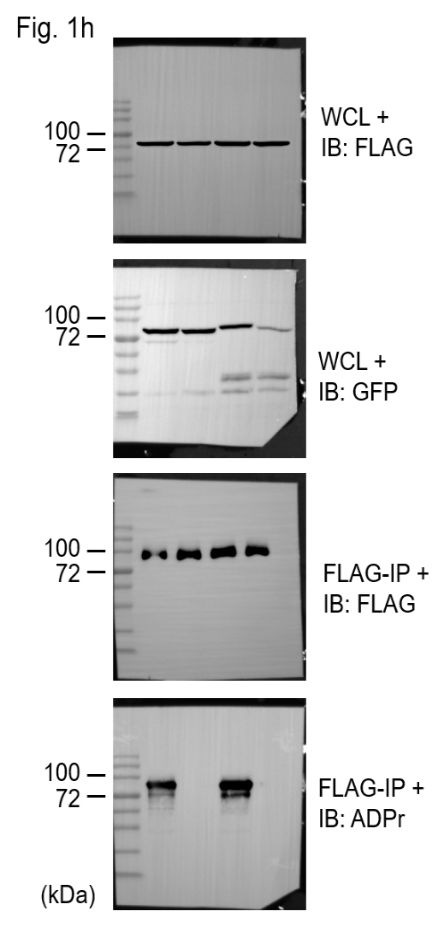 Fig. 1h
100
72
WCL +
IB: FLAG
100
72
WCL +
IB: GFP
100
72
FLAG-IP +
IB: FLAG
100
72
FLAG-IP +
IB: ADPr
(kDa)